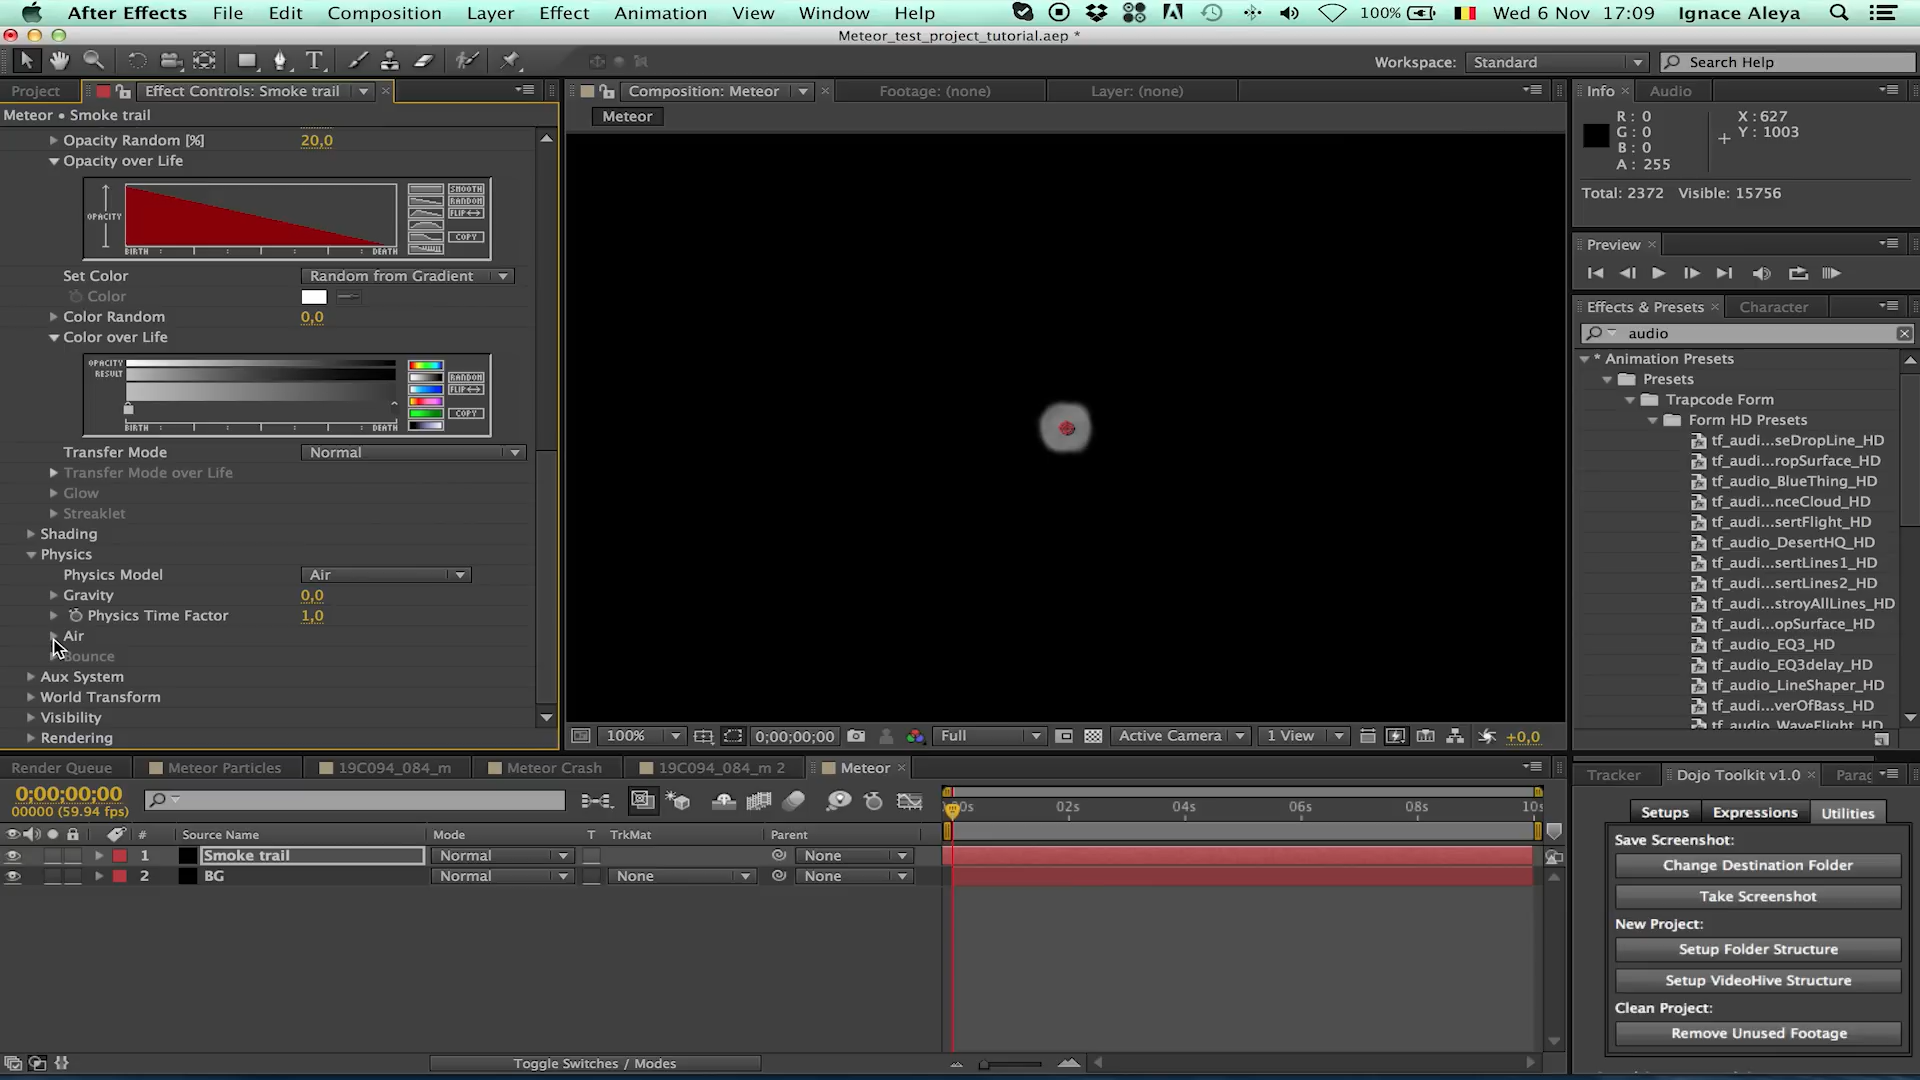 After Effects File Edit Composition Layer Effect Animation View Window Help 100% Wed 6 Nov 17:09 Ignace Aleya
Meteor_test_project_tutorial.aep *
Workspace: Standard Search Help
Project Effect Controls: Smoke trail
Meteor • Smoke trail
Opacity Random [%] 20,0
Opacity over Life
OPACITY
BIRTH DEATH
SMOOTH
RANDOM
FLIP
COPY
Set Color Random from Gradient
Color
Color Random 0,0
Color over Life
OPACITY
RESULT
BIRTH DEATH
RANDOM
FLIP
COPY
Transfer Mode Normal
Transfer Mode over Life
Glow
Streaklet
Shading
Physics
Physics Model Air
Gravity 0,0
Physics Time Factor 1,0
Air
Bounce
Aux System
World Transform
Visibility
Rendering
Composition: Meteor Footage: (none) Layer: (none)
Meteor
100% 0;00;00;00 Full Active Camera 1 View +0,0
Info Audio
R : 0
G : 0
B : 0
A : 255
X : 627
Y : 1003
Total: 2372 Visible: 15756
Preview
Effects & Presets Character
audio
* Animation Presets
Presets
Trapcode Form
Form HD Presets
tf_audi...seDropLine_HD
tf_audi...ropSurface_HD
tf_audio_BlueThing_HD
tf_audi...nceCloud_HD
tf_audi...sertFlight_HD
tf_audio_DesertHQ_HD
tf_audi...sertLines1_HD
tf_audi...sertLines2_HD
tf_audi...stroyAllLines_HD
tf_audi...opSurface_HD
tf_audio_EQ3_HD
tf_audio_EQ3delay_HD
tf_audio_LineShaper_HD
tf_audi...verOfBass_HD
tf_audio_WaveFlight_HD
Render Queue Meteor Particles 19C094_084_m Meteor Crash 19C094_084_m 2 Meteor
0;00;00;00
00000 (59.94 fps)
00s 02s 04s 06s 08s 10s
# Source Name Mode T TrkMat Parent
1 Smoke trail Normal None
2 BG Normal None None
Toggle Switches / Modes
Tracker Dojo Toolkit v1.0 Parag
Setups Expressions Utilities
Save Screenshot:
Change Destination Folder
Take Screenshot
New Project:
Setup Folder Structure
Setup VideoHive Structure
Clean Project:
Remove Unused Footage